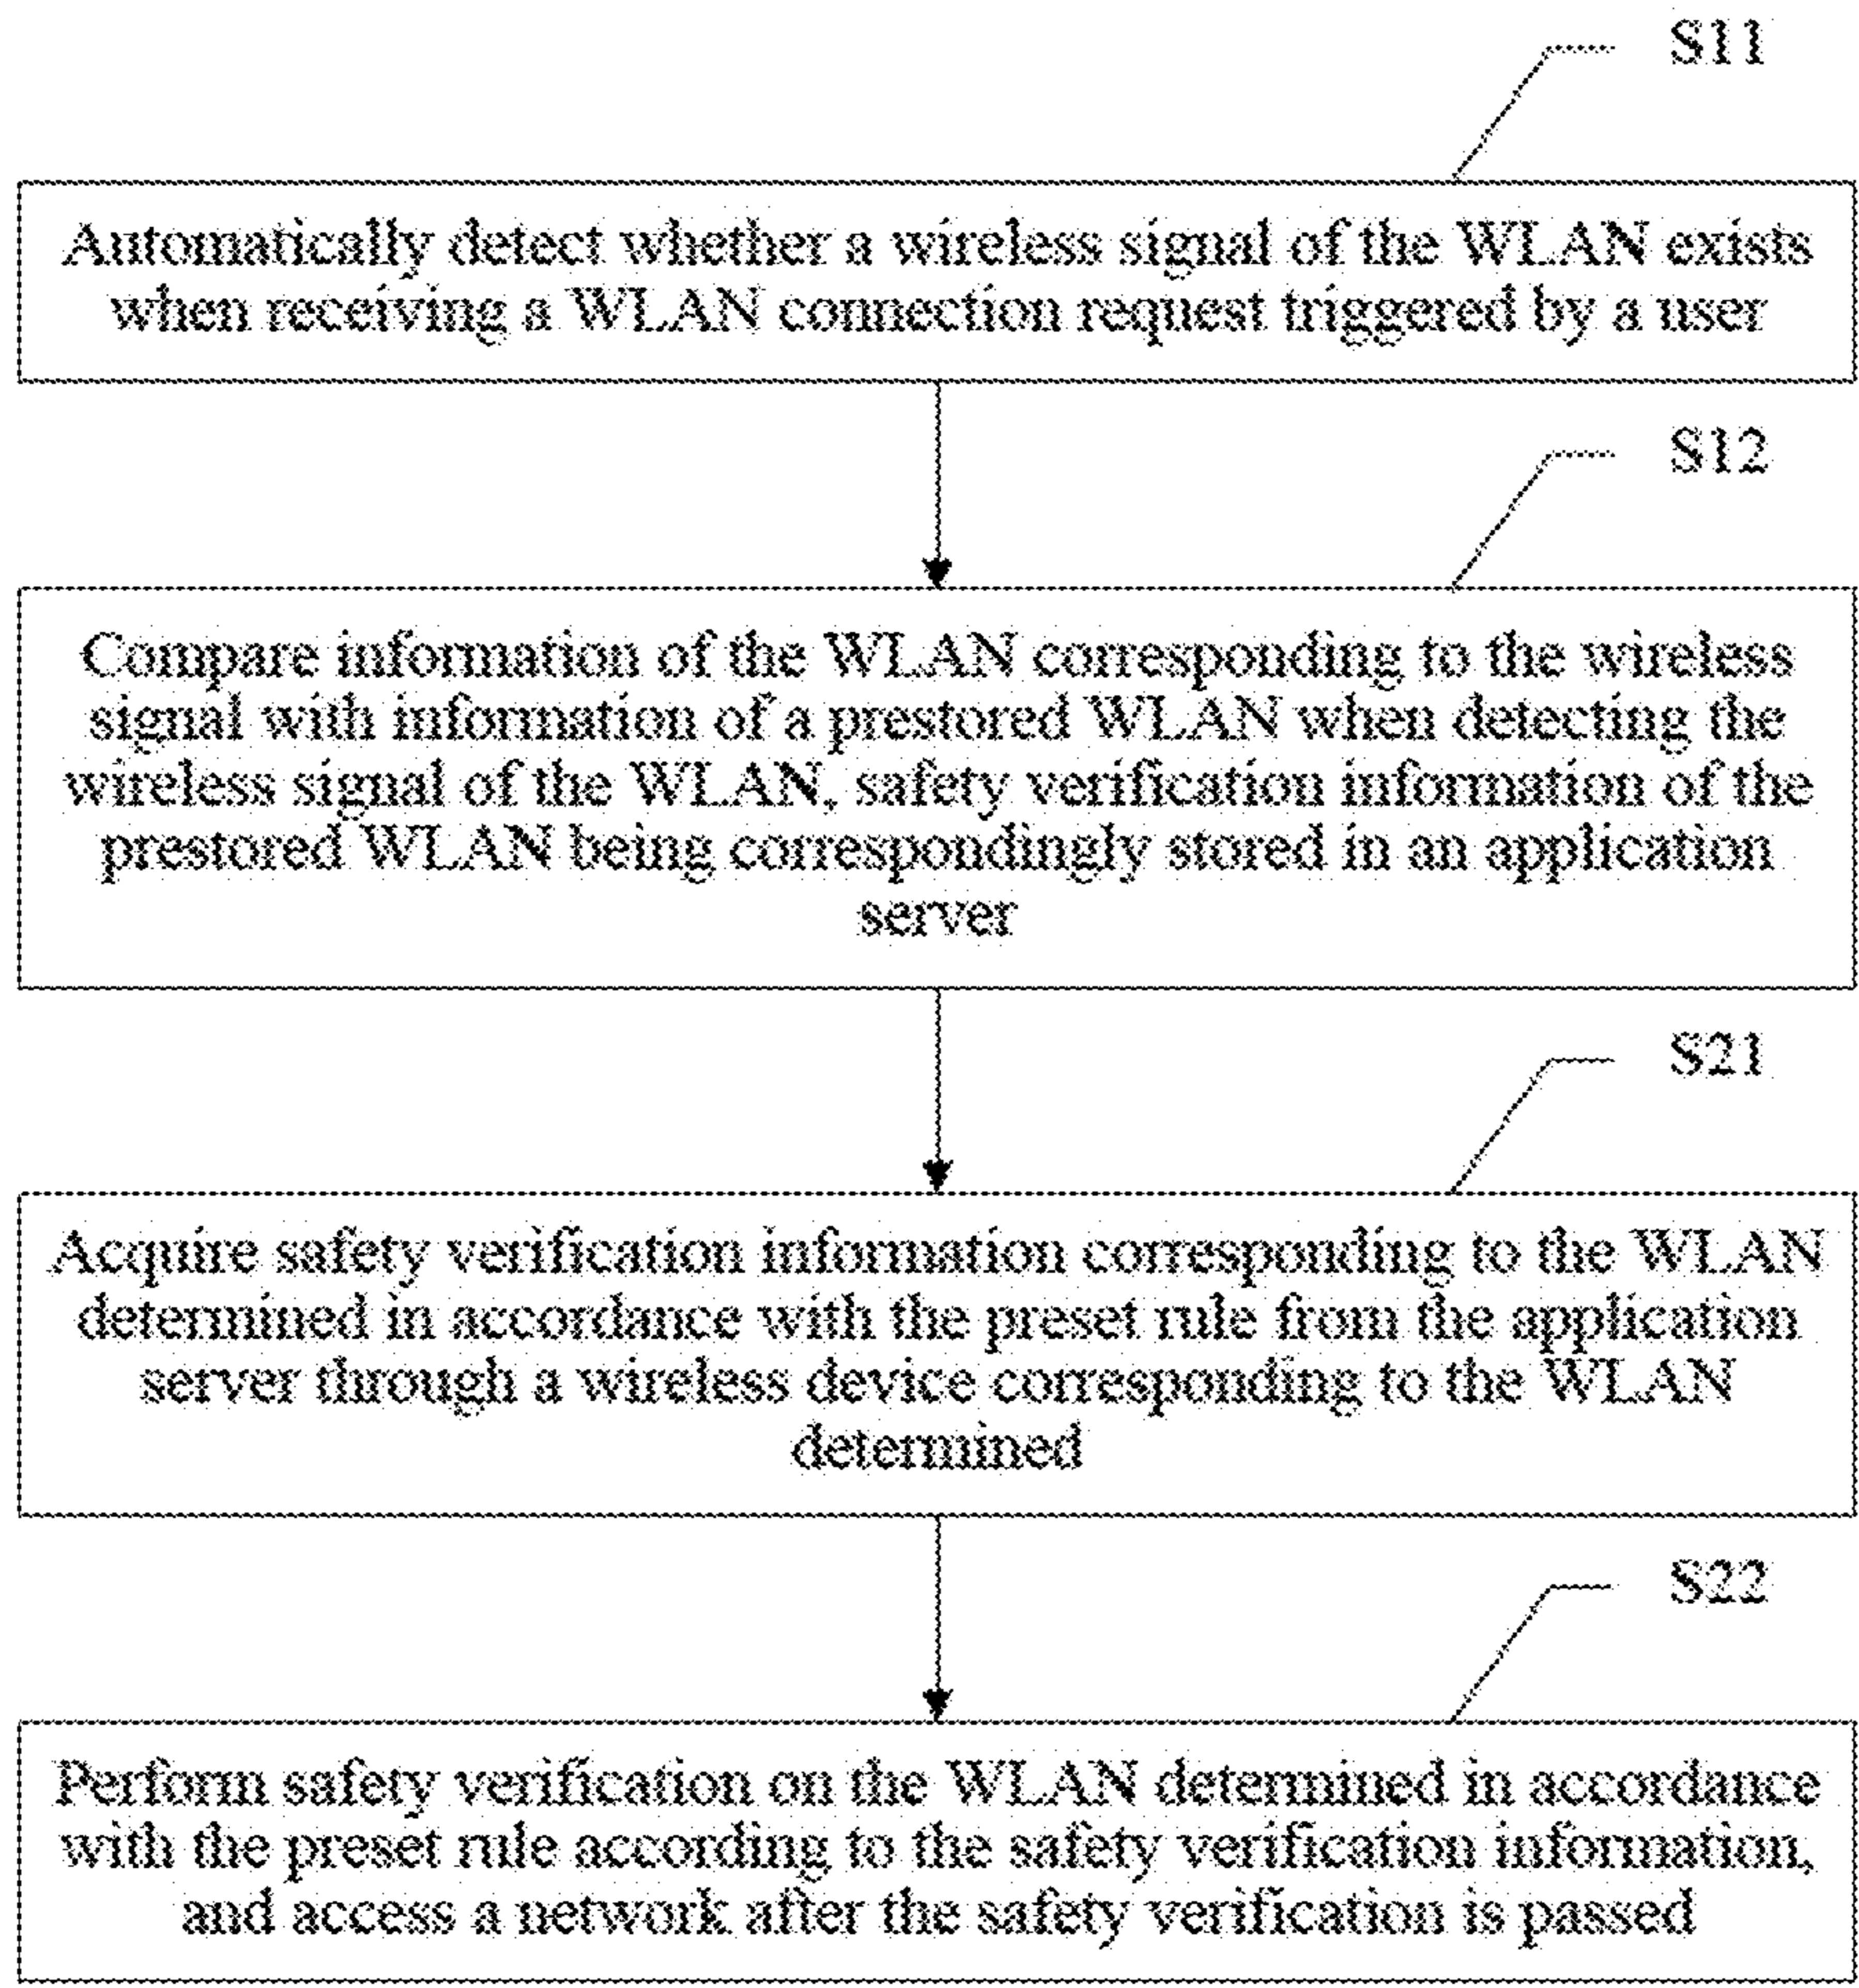 S11
Automatically detect whether a wireless signal of the WLAN exists
when receiving a WLAN connection request triggered by a user
S12
Compare information of the WLAN corresponding to the wireless
signal with information of a prestored WLAN when detecting the
wireless signal of the WLAN, safety verification information of the
prestored WLAN being correspondingly stored in an application
server
S21
Acquire safety verification information corresponding to the WLAN
determined in accordance with the preset rule from the application
server through a wireless device corresponding to the WLAN
determined
S22
Perform safety verification on the WLAN determined in accordance
with the preset rule according to the safety verification information,
and access a network after the safety verification is passed